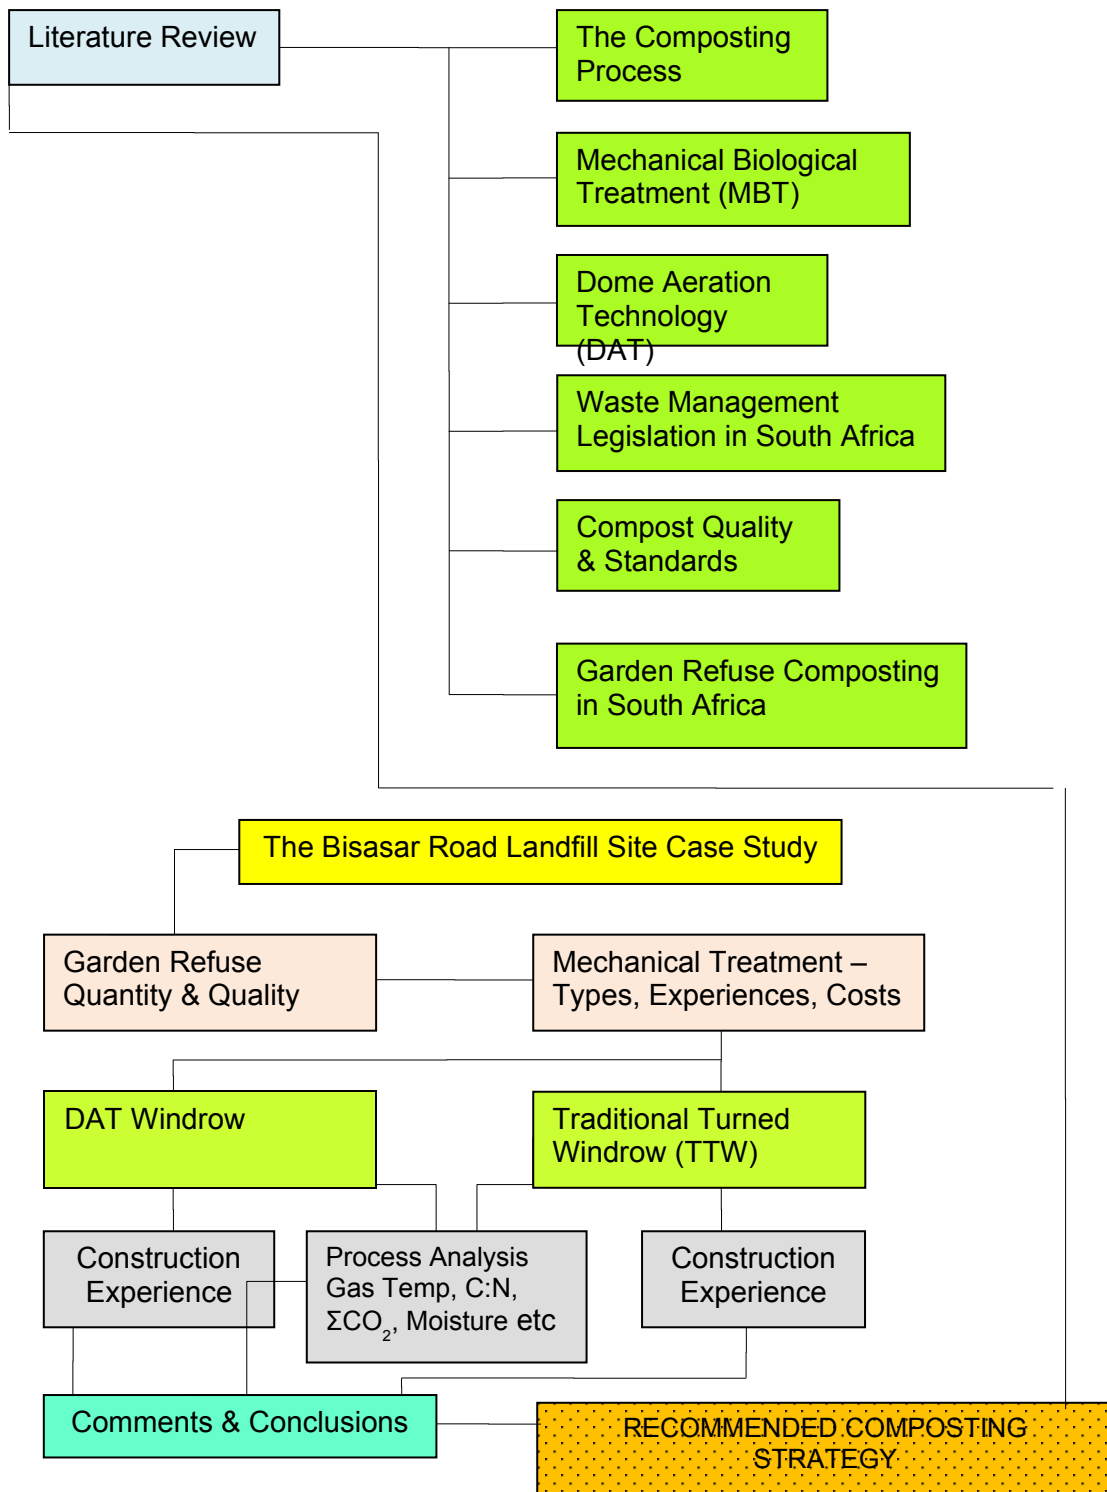 Literature Review
The Composting
Process
Mechanical Biological
Treatment (MBT)
Dome Aeration
Technology
(DAT)
Waste Management
Legislation in South Africa
Compost Quality
& Standards
Garden Refuse Composting
in South Africa
The Bisasar Road Landfill Site Case Study
Garden Refuse
Quantity & Quality
Mechanical Treatment –
Types, Experiences, Costs
DAT Windrow
Traditional Turned
Windrow (TTW)
Construction
Experience
Process Analysis
Gas Temp, C:N,
ΣCO₂, Moisture etc
Construction
Experience
Comments & Conclusions
RECOMMENDED COMPOSTING
STRATEGY